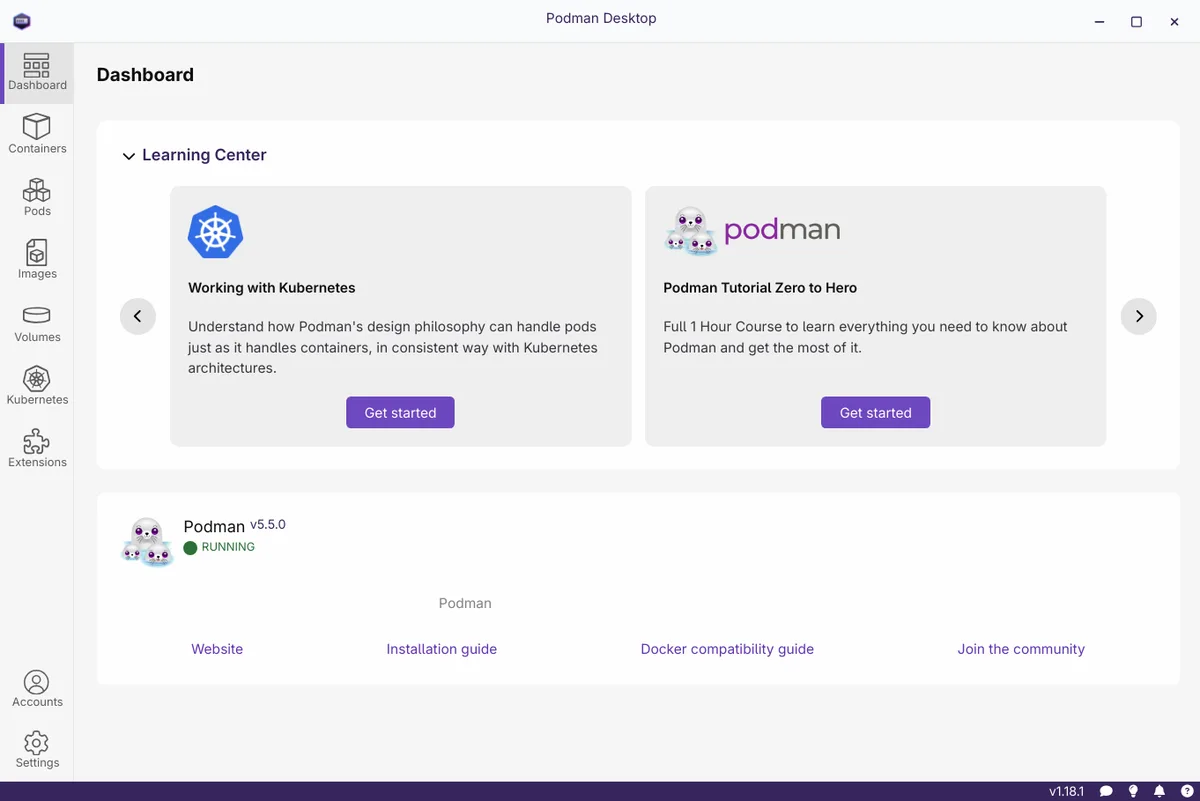 Podman Desktop
Dashboard
Containers
Pods
Images
Volumes
Kubernetes
Extensions
Accounts
Settings
Dashboard
Learning Center
Working with Kubernetes
Understand how Podman's design philosophy can handle pods
just as it handles containers, in consistent way with Kubernetes
architectures.
Get started
podman
Podman Tutorial Zero to Hero
Full 1 Hour Course to learn everything you need to know about
Podman and get the most of it.
Get started
Podman v5.5.0
RUNNING
Podman
Website
Installation guide
Docker compatibility guide
Join the community
v1.18.1